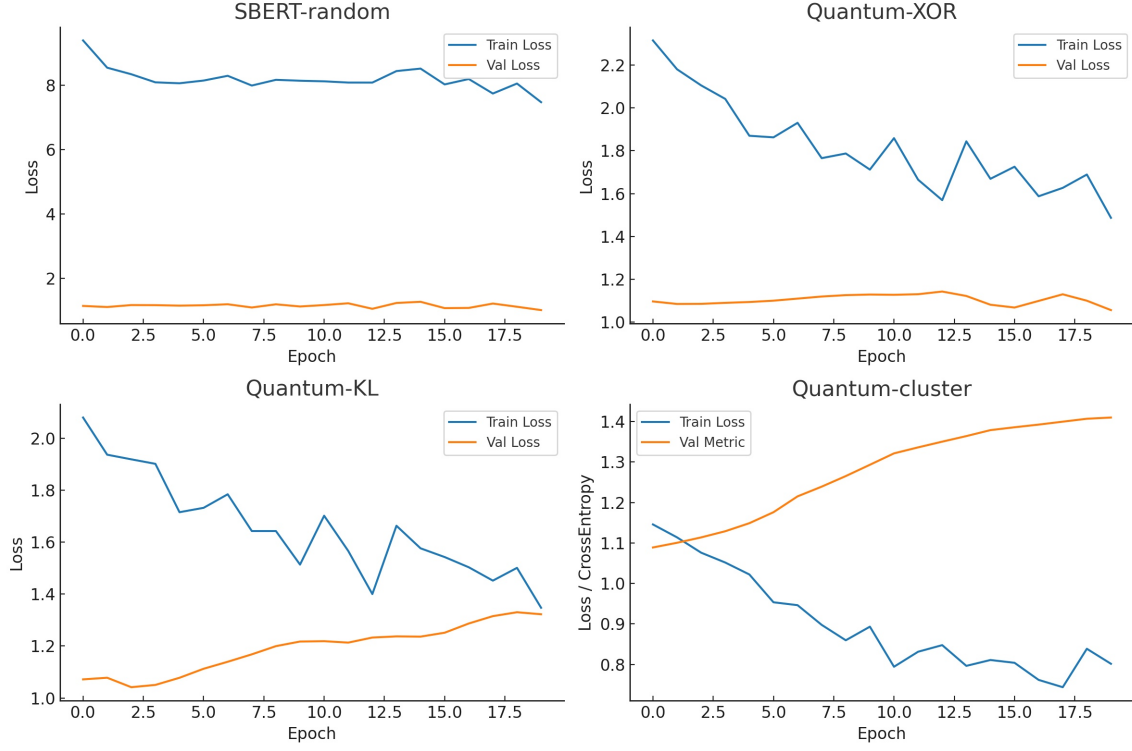 SBERT-random
Train Loss
Val Loss
8
6
4
2
Loss
0.0 2.5 5.0 7.5 10.0 12.5 15.0 17.5
Epoch
Quantum-XOR
Train Loss
Val Loss
2.2
2.0
1.8
1.6
1.4
1.2
1.0
Loss
0.0 2.5 5.0 7.5 10.0 12.5 15.0 17.5
Epoch
Quantum-KL
Train Loss
Val Loss
2.0
1.8
1.6
1.4
1.2
1.0
Loss
0.0 2.5 5.0 7.5 10.0 12.5 15.0 17.5
Epoch
Quantum-cluster
Train Loss
Val Metric
1.4
1.3
1.2
1.1
1.0
0.9
0.8
Loss / CrossEntropy
0.0 2.5 5.0 7.5 10.0 12.5 15.0 17.5
Epoch